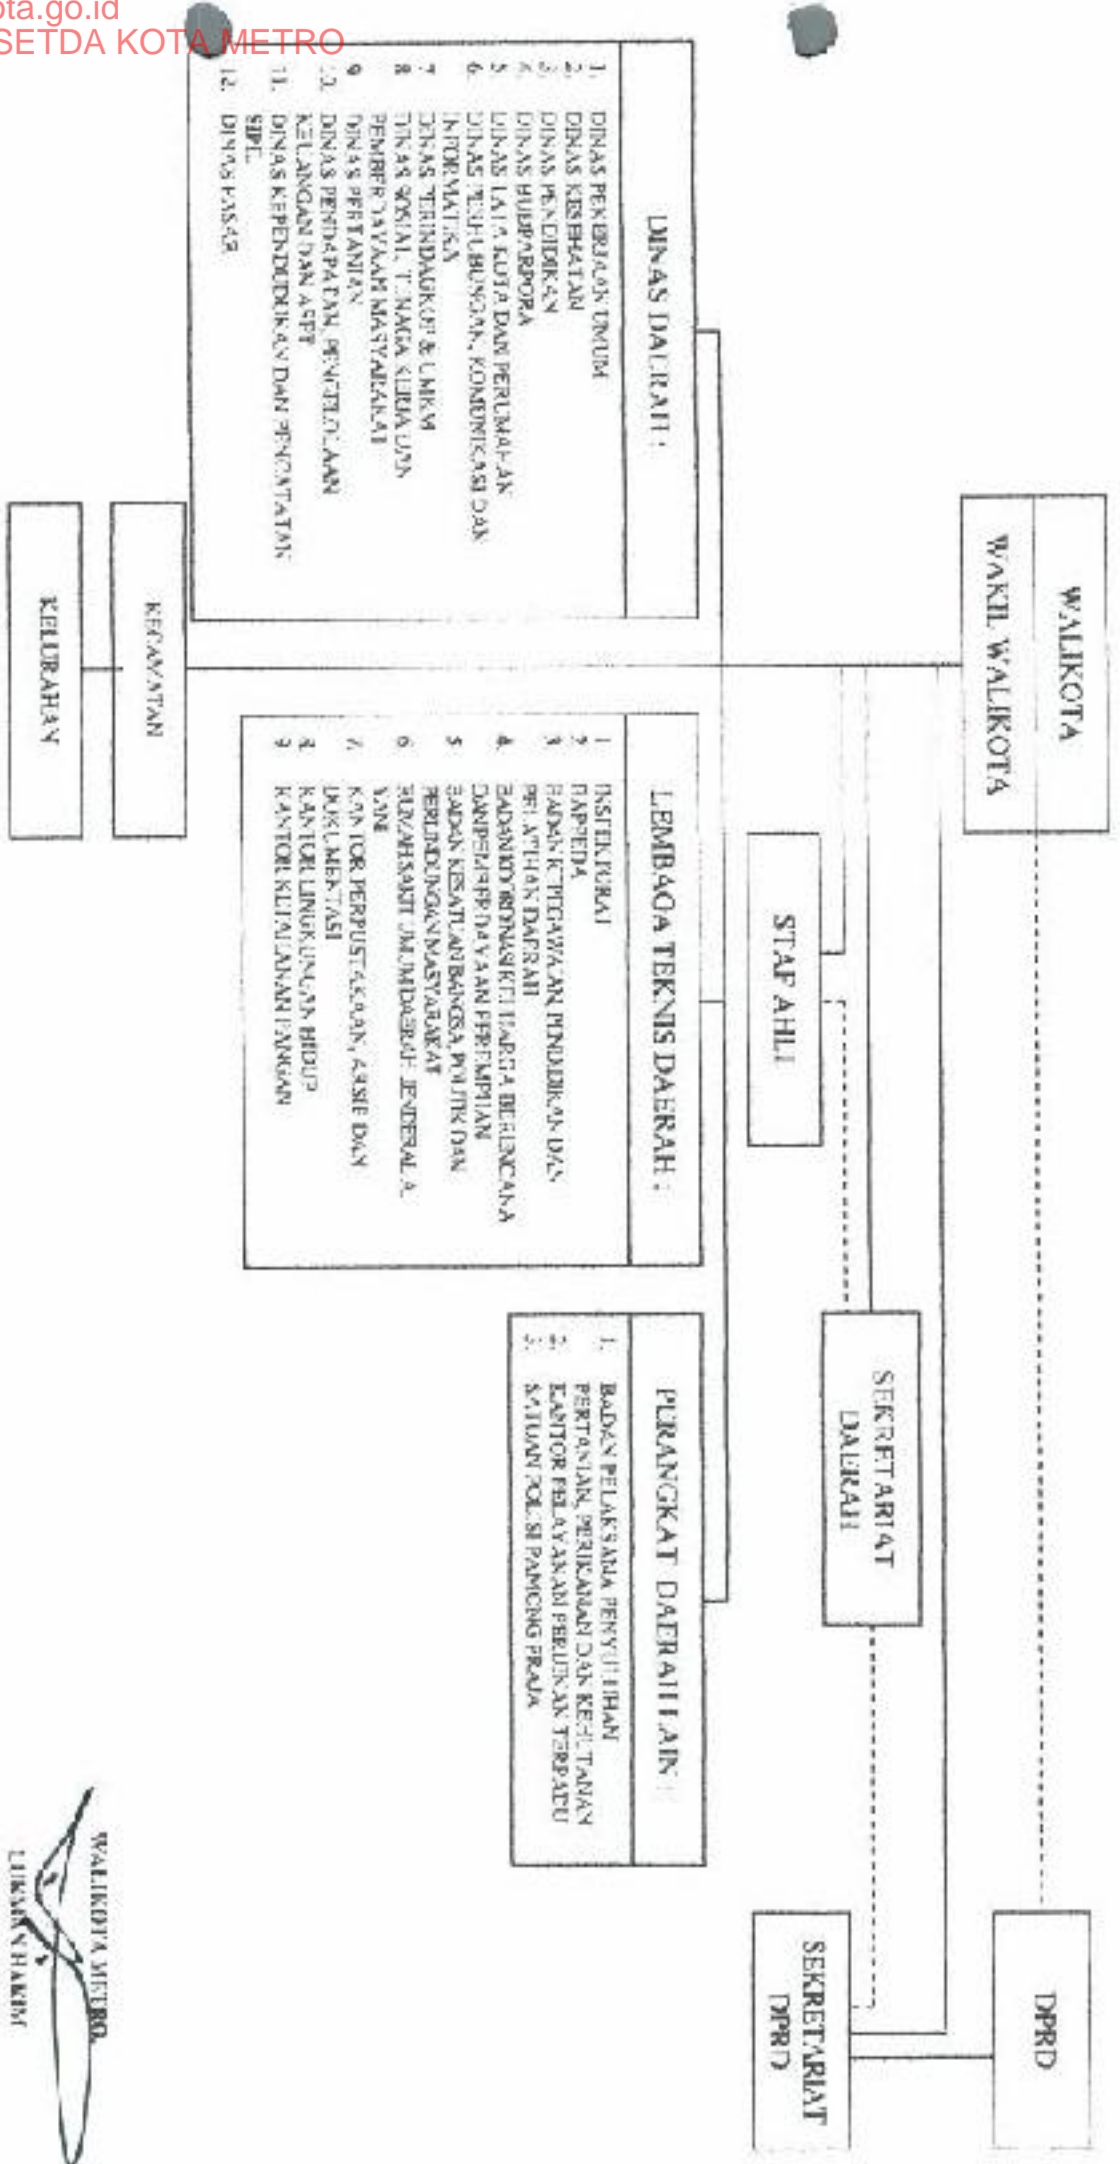 ota.go.id
SETDA KOTA METRO
WALIKOTA
WAKIL WALIKOTA
DPRD
SEKRETARIAT
DAERAH
SEKRETARIAT
DPRD
STAF AHLI
DINAS DAERAH :
1. DINAS PEKERJAAN UMUM
2. DINAS KESEHATAN
3. DINAS PENDIDIKAN
4. DINAS BUDPARPORA
5. DINAS TATA KOTA DAN PERUMAHAN
6. DINAS PERHUBUNGAN, KOMUNIKASI DAN
INFORMATIKA
7. DINAS PERINDAGKOP & UMKM
8. DINAS SOSIAL, TENAGA KERJA DAN
PEMBERDAYAAN MASYARAKAT
9. DINAS PERTANIAN
10. DINAS PENDAPATAN, PENGELOLAAN
KEUANGAN DAN ASET
11. DINAS KEPENDUDUKAN DAN PENCATATAN
SIPIL
12. DINAS PASAR
LEMBAGA TEKNIS DAERAH :
1. INSPEKTORAT
2. BAPPEDA
3. BADAN KEPEGAWAIAN, PENDIDIKAN DAN
PELATIHAN DAERAH
4. BADAN KOORDINASI KELUARGA BERENCANA
DAN PEMBERDAYAAN PEREMPUAN
5. BADAN KESATUAN BANGSA, POLITIK DAN
PERLINDUNGAN MASYARAKAT
6. RUMAH SAKIT UMUM DAERAH JENDERAL A.
YANI
7. KANTOR PERPUSTAKAAN, ARSIP DAN
DOKUMENTASI
8. KANTOR LINGKUNGAN HIDUP
9. KANTOR KETAHANAN PANGAN
PERANGKAT DAERAH LAIN :
1. BADAN PELAKSANA PENYULUHAN
PERTANIAN, PERIKANAN DAN KEHUTANAN
2. KANTOR PELAYANAN PERIJINAN TERPADU
3. SATUAN POLISI PAMONG PRAJA
KECAMATAN
KELURAHAN
WALIKOTA METRO,
LUKMAN HAKIM